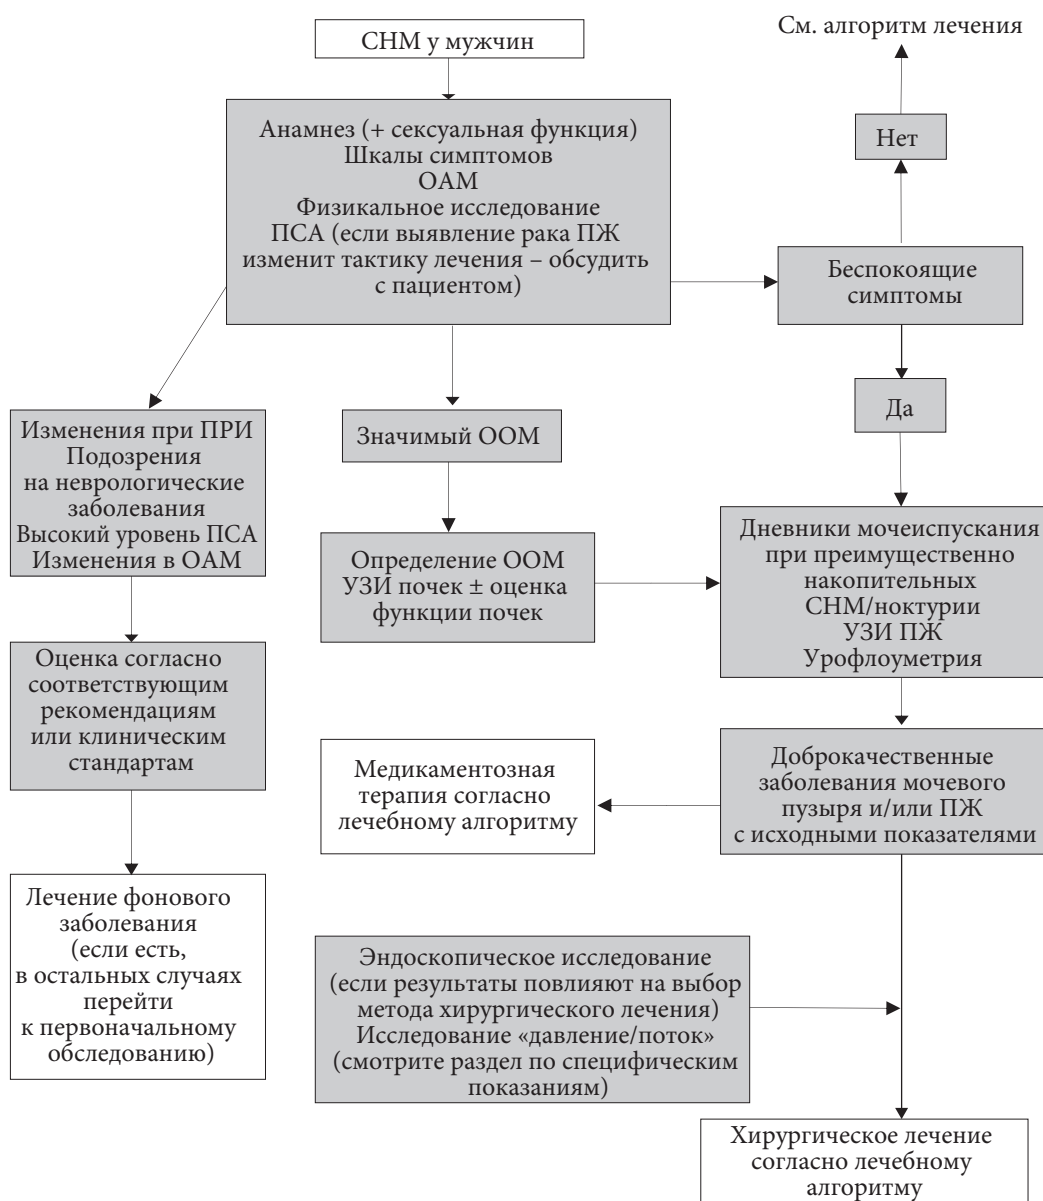 СНМ у мужчин
См. алгоритм лечения
Анамнез (+ сексуальная функция)
Шкалы симптомов
ОАМ
Физикальное исследование
ПСА (если выявление рака ПЖ
изменит тактику лечения – обсудить
с пациентом)
Нет
Беспокоящие
симптомы
Да
Изменения при ПРИ
Подозрения
на неврологические
заболевания
Высокий уровень ПСА
Изменения в ОАМ
Значимый ООМ
Определение ООМ
УЗИ почек ± оценка
функции почек
Дневники мочеиспускания
при преимущественно
накопительных
СНМ/ноктурии
УЗИ ПЖ
Урофлоуметрия
Оценка согласно
соответствующим
рекомендациям
или клиническим
стандартам
Медикаментозная
терапия согласно
лечебному алгоритму
Доброкачественные
заболевания мочевого
пузыря и/или ПЖ
с исходными показателями
Лечение фонового
заболевания
(если есть,
в остальных случаях
перейти
к первоначальному
обследованию)
Эндоскопическое исследование
(если результаты повлияют на выбор
метода хирургического лечения)
Исследование «давление/поток»
(смотрите раздел по специфическим
показаниям)
Хирургическое лечение
согласно лечебному
алгоритму